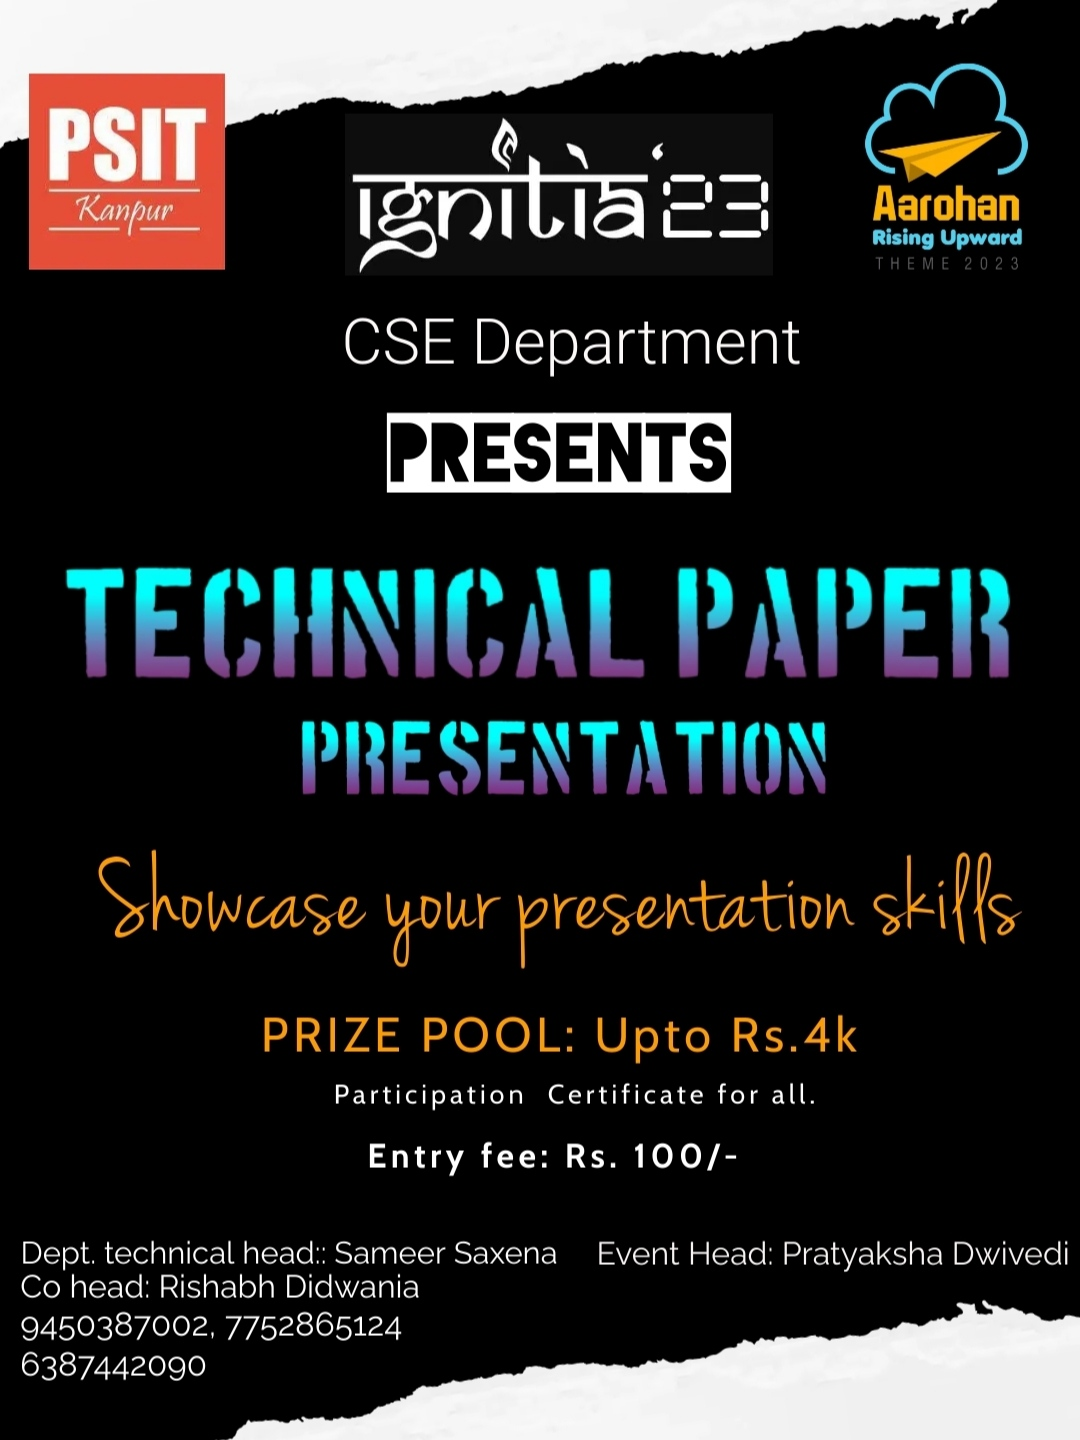 PSIT
Kanpur
ignitia'23
Aarohan
Rising Upward
THEME 2023
CSE Department
PRESENTS
TECHNICAL PAPER
PRESENTATION
Showcase your presentation skills
PRIZE POOL: Upto Rs.4k
Participation Certificate for all.
Entry fee: Rs. 100/-
Dept. technical head:: Sameer Saxena
Event Head: Pratyaksha Dwivedi
Co head: Rishabh Didwania
9450387002, 7752865124
6387442090